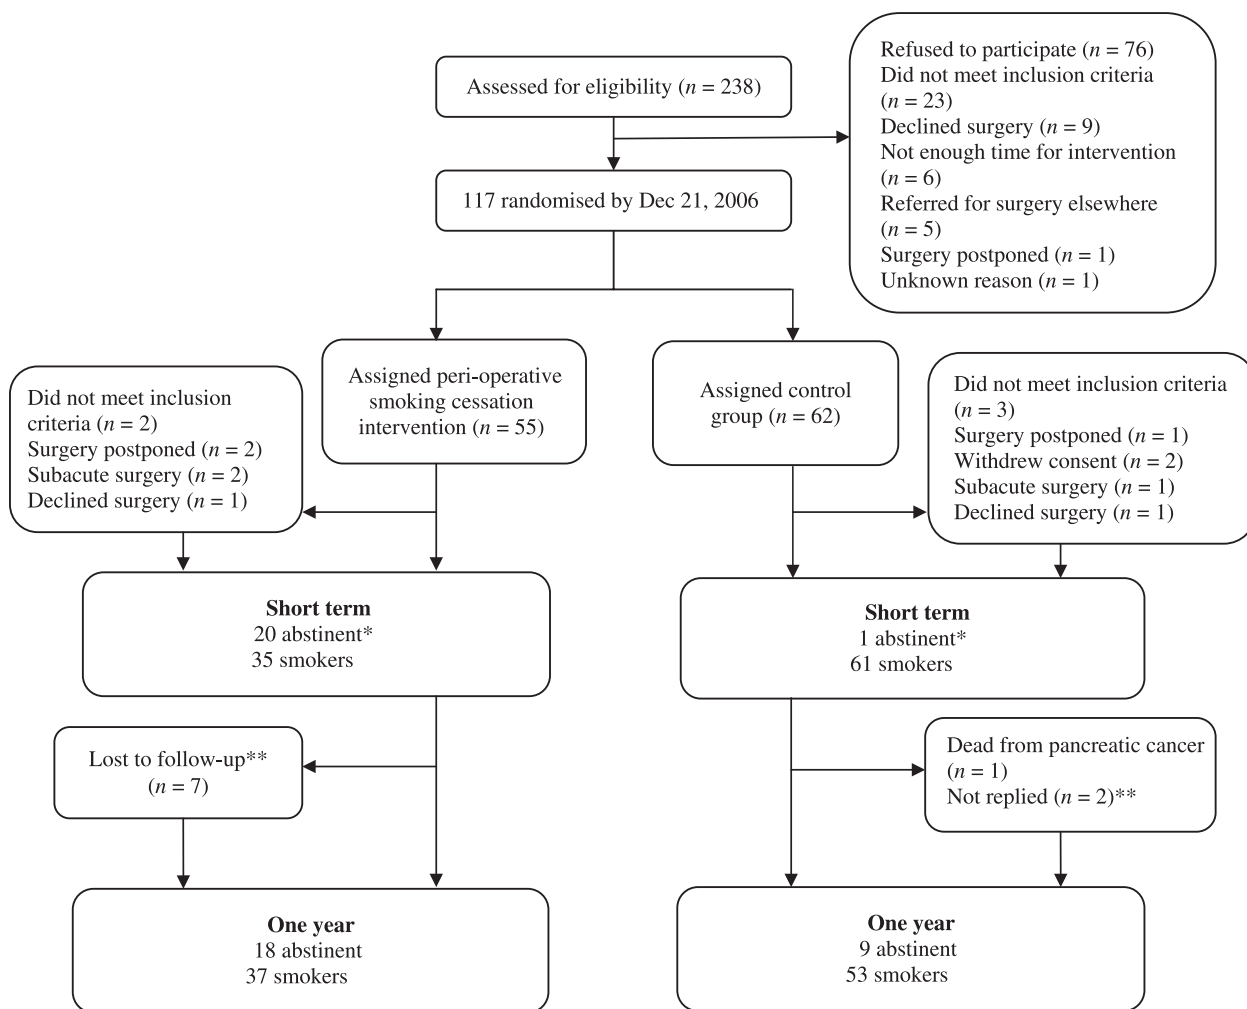 Assessed for eligibility (n = 238)
Refused to participate (n = 76)
Did not meet inclusion criteria
(n = 23)
Declined surgery (n = 9)
Not enough time for intervention
(n = 6)
Referred for surgery elsewhere
(n = 5)
Surgery postponed (n = 1)
Unknown reason (n = 1)
117 randomised by Dec 21, 2006
Assigned peri-operative
smoking cessation
intervention (n = 55)
Assigned control
group (n = 62)
Did not meet inclusion
criteria (n = 2)
Surgery postponed (n = 2)
Subacute surgery (n = 2)
Declined surgery (n = 1)
Did not meet inclusion criteria
(n = 3)
Surgery postponed (n = 1)
Withdrew consent (n = 2)
Subacute surgery (n = 1)
Declined surgery (n = 1)
Short term
20 abstinent*
35 smokers
Short term
1 abstinent*
61 smokers
Lost to follow-up**
(n = 7)
Dead from pancreatic cancer
(n = 1)
Not replied (n = 2)**
One year
18 abstinent
37 smokers
One year
9 abstinent
53 smokers